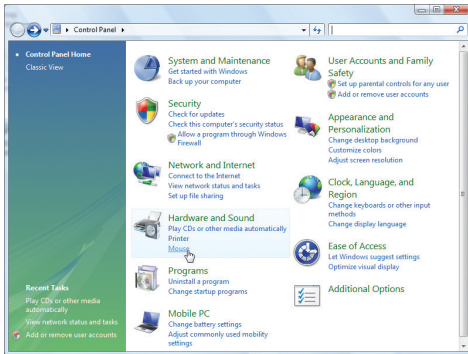 Control Panel
Control Panel Home
Classic View
System and Maintenance
Get started with Windows
Back up your computer
Security
Check for updates
Check this computer's security status
Allow a program through Windows
Firewall
Network and Internet
Connect to the Internet
View network status and tasks
Set up file sharing
Hardware and Sound
Play CDs or other media automatically
Printer
Mouse
Programs
Uninstall a program
Change startup programs
Mobile PC
Change battery settings
Adjust commonly used mobility
settings
User Accounts and Family
Safety
Set up parental controls for any user
Add or remove user accounts
Appearance and
Personalization
Change desktop background
Customize colors
Adjust screen resolution
Clock, Language, and
Region
Change keyboards or other input
methods
Change display language
Ease of Access
Let Windows suggest settings
Optimize visual display
Additional Options
Recent Tasks
Play CDs or other media
automatically
View network status and tasks
Add or remove user accounts